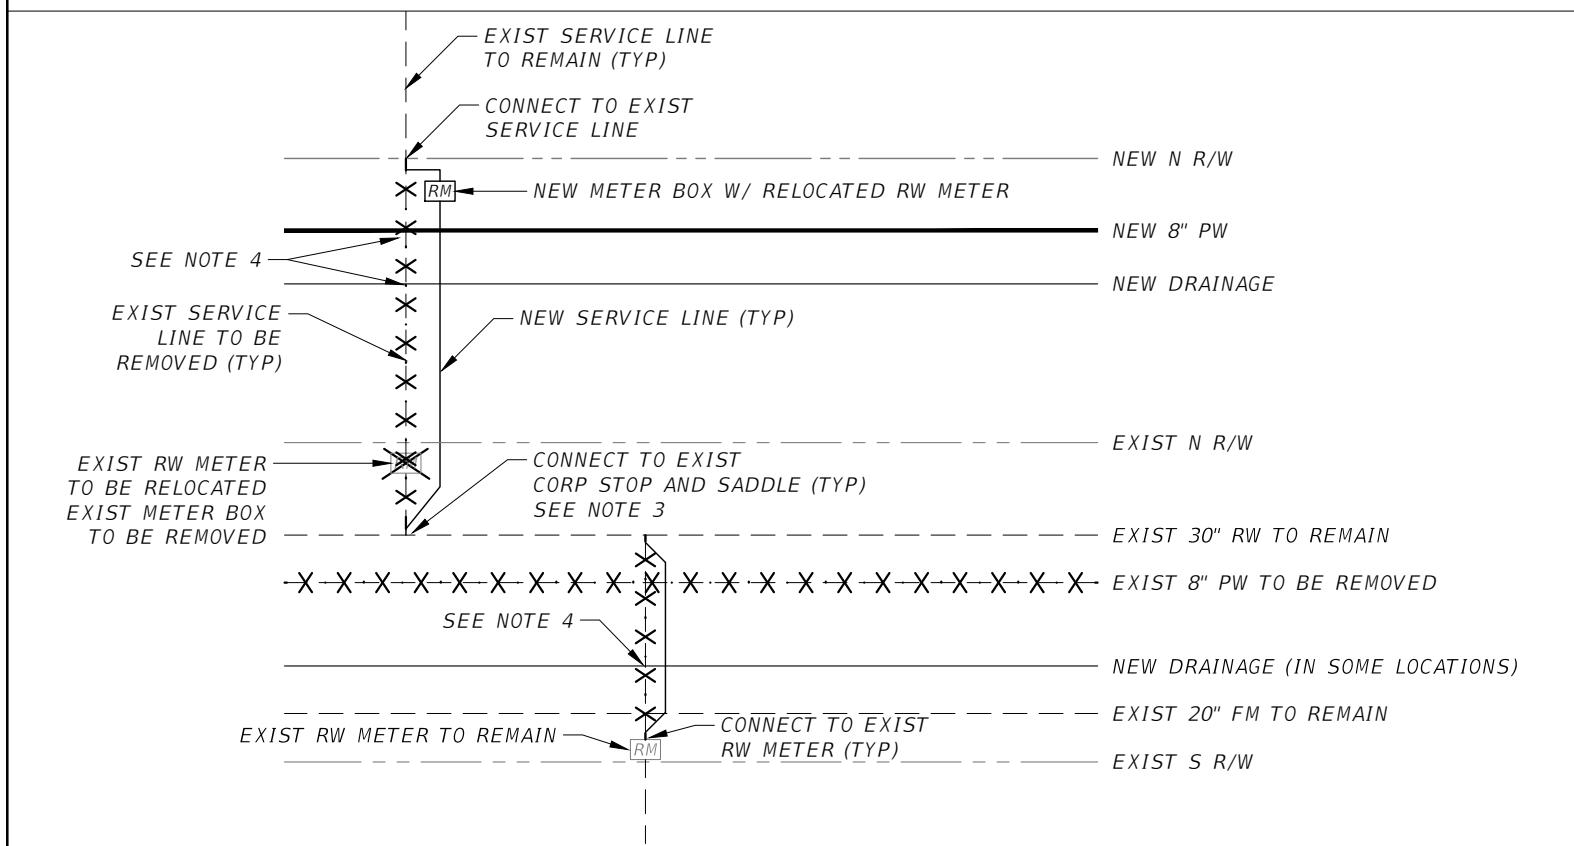 EXIST SERVICE LINE
TO REMAIN (TYP)
CONNECT TO EXIST
SERVICE LINE
NEW N R/W
RM
NEW METER BOX W/ RELOCATED RW METER
NEW 8" PW
SEE NOTE 4
NEW DRAINAGE
EXIST SERVICE
LINE TO BE
REMOVED (TYP)
NEW SERVICE LINE (TYP)
EXIST N R/W
EXIST RW METER
TO BE RELOCATED
EXIST METER BOX
TO BE REMOVED
CONNECT TO EXIST
CORP STOP AND SADDLE (TYP)
SEE NOTE 3
EXIST 30" RW TO REMAIN
EXIST 8" PW TO BE REMOVED
SEE NOTE 4
NEW DRAINAGE (IN SOME LOCATIONS)
EXIST 20" FM TO REMAIN
EXIST RW METER TO REMAIN
RM
CONNECT TO EXIST
RW METER (TYP)
EXIST S R/W